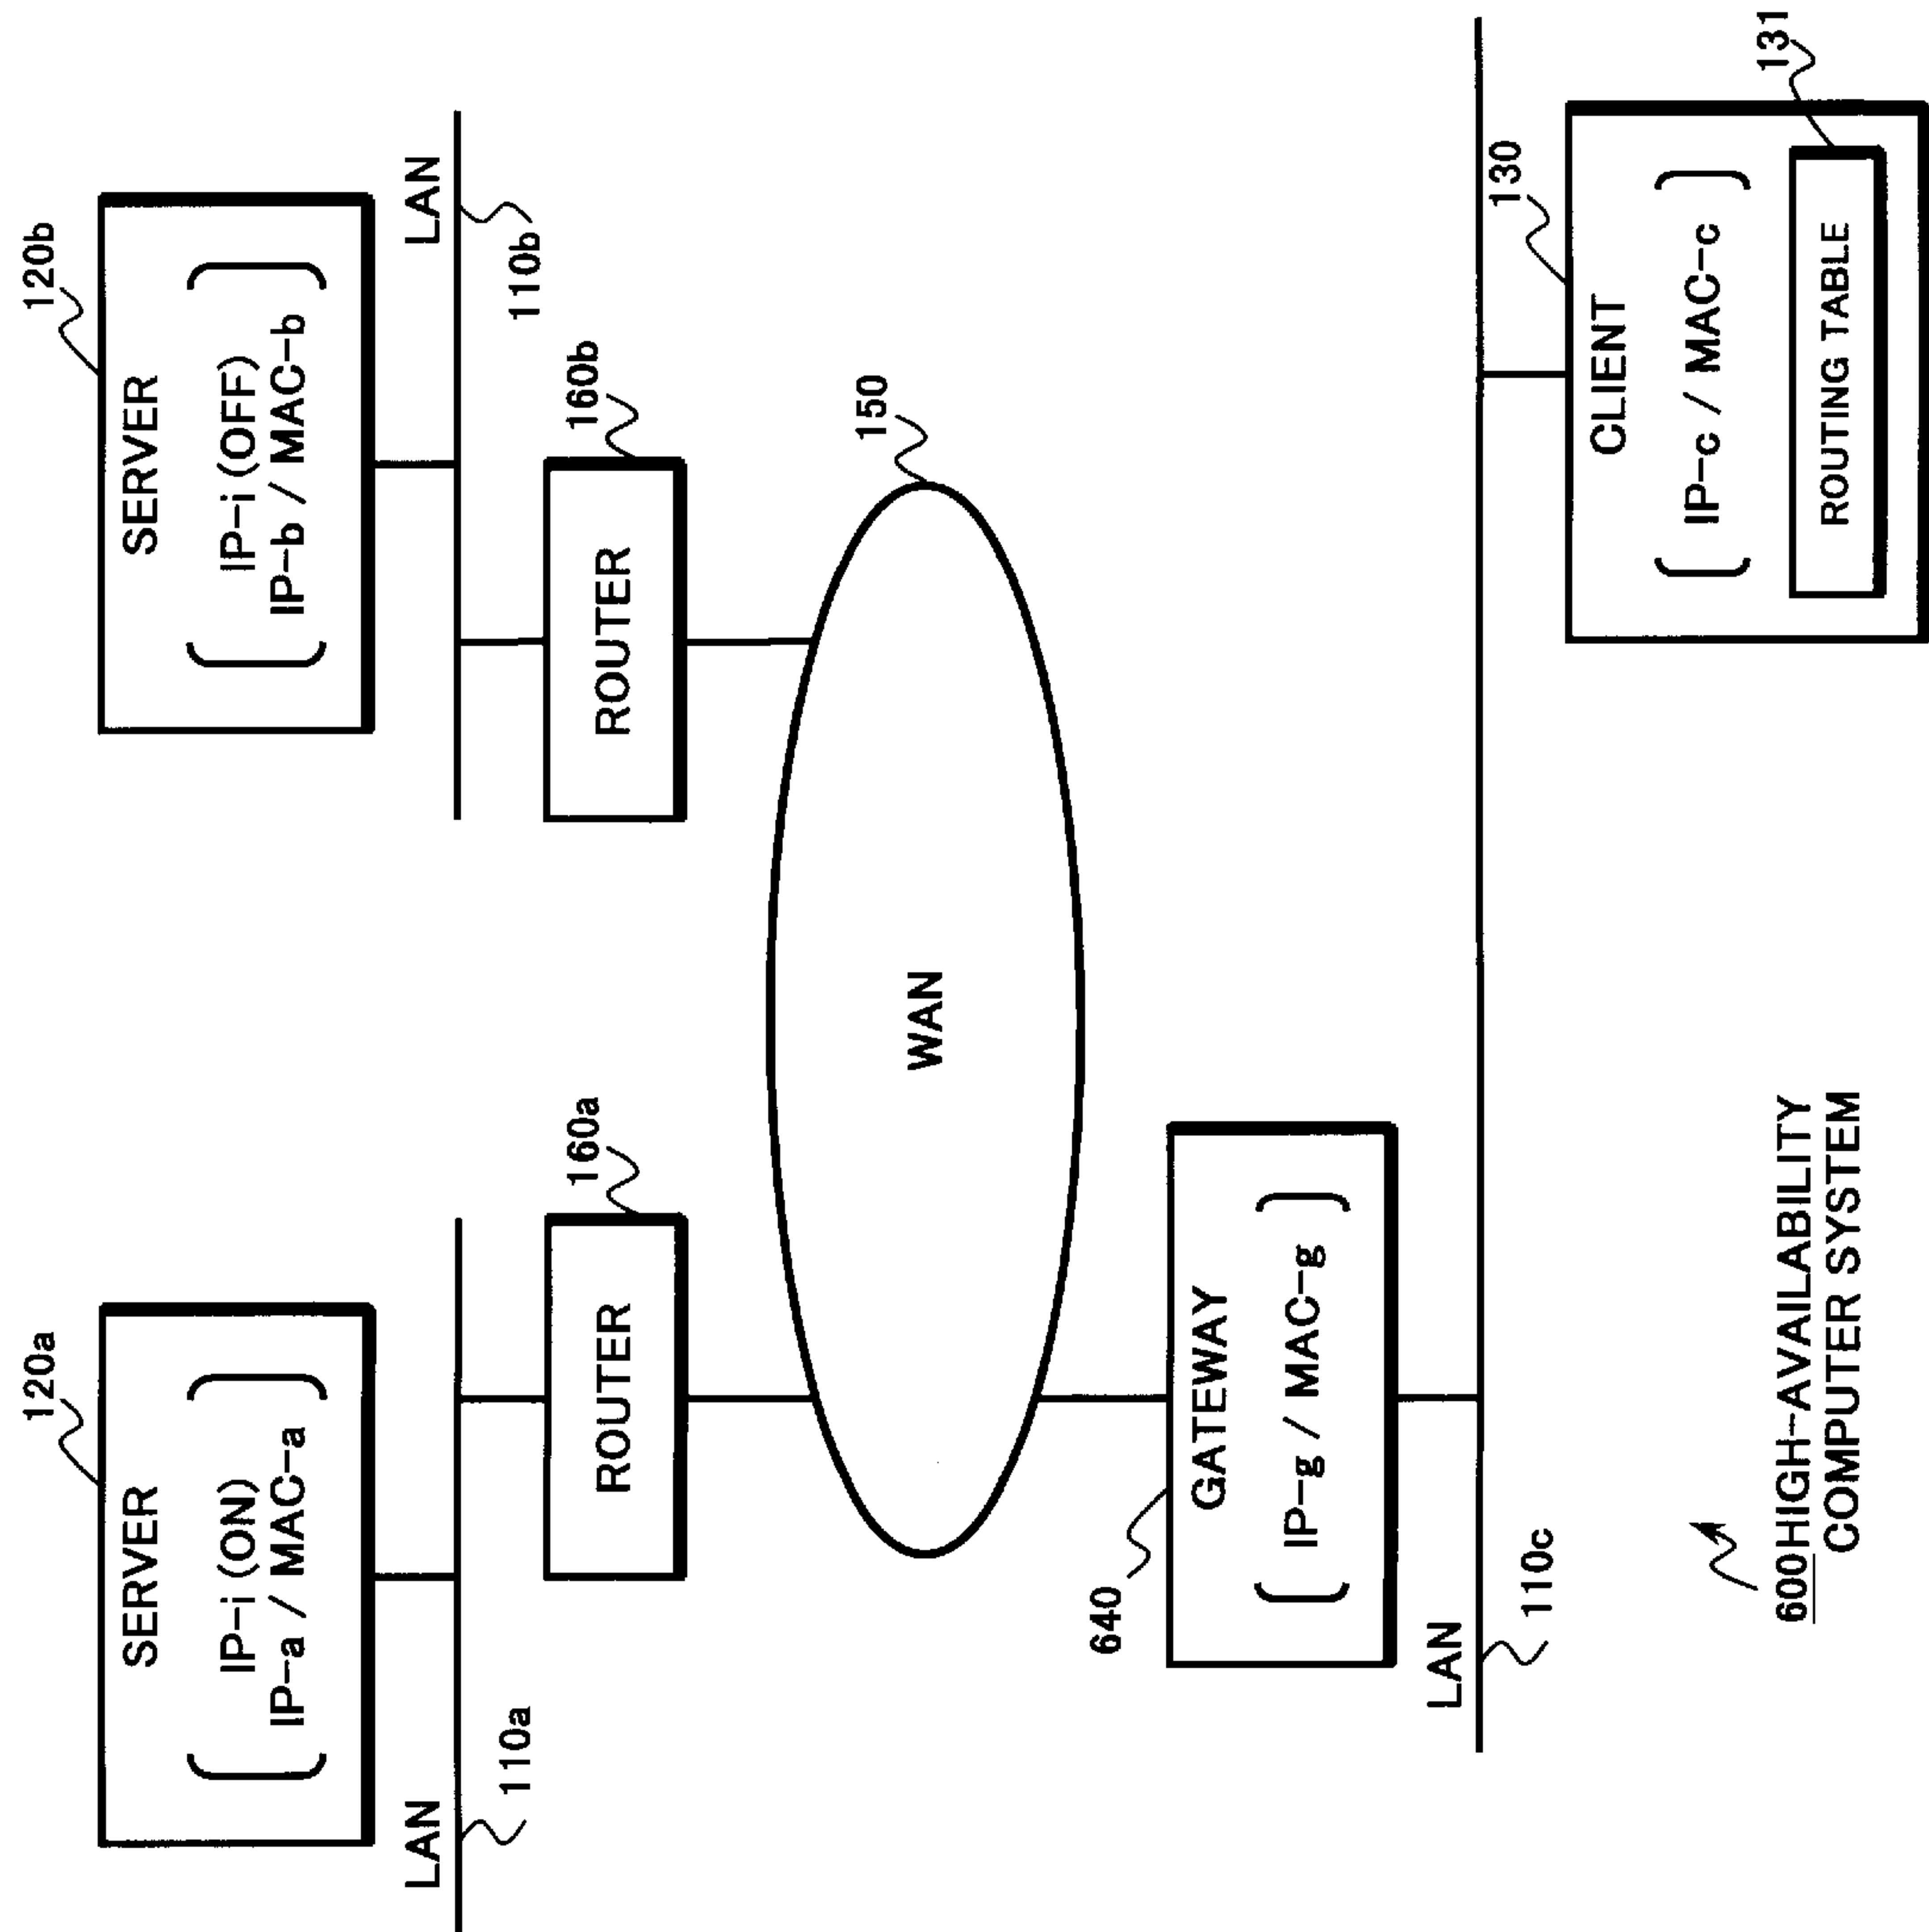 120a
SERVER
IP-i (ON)
IP-a / MAC-a
LAN
110a
120b
SERVER
IP-i (OFF)
IP-b / MAC-b
LAN
110b
160a
ROUTER
160b
ROUTER
150
WAN
640
GATEWAY
IP-g / MAC-g
LAN
110c
130
CLIENT
IP-c / MAC-c
ROUTING TABLE
131
600HIGH-AVAILABILITY
COMPUTER SYSTEM